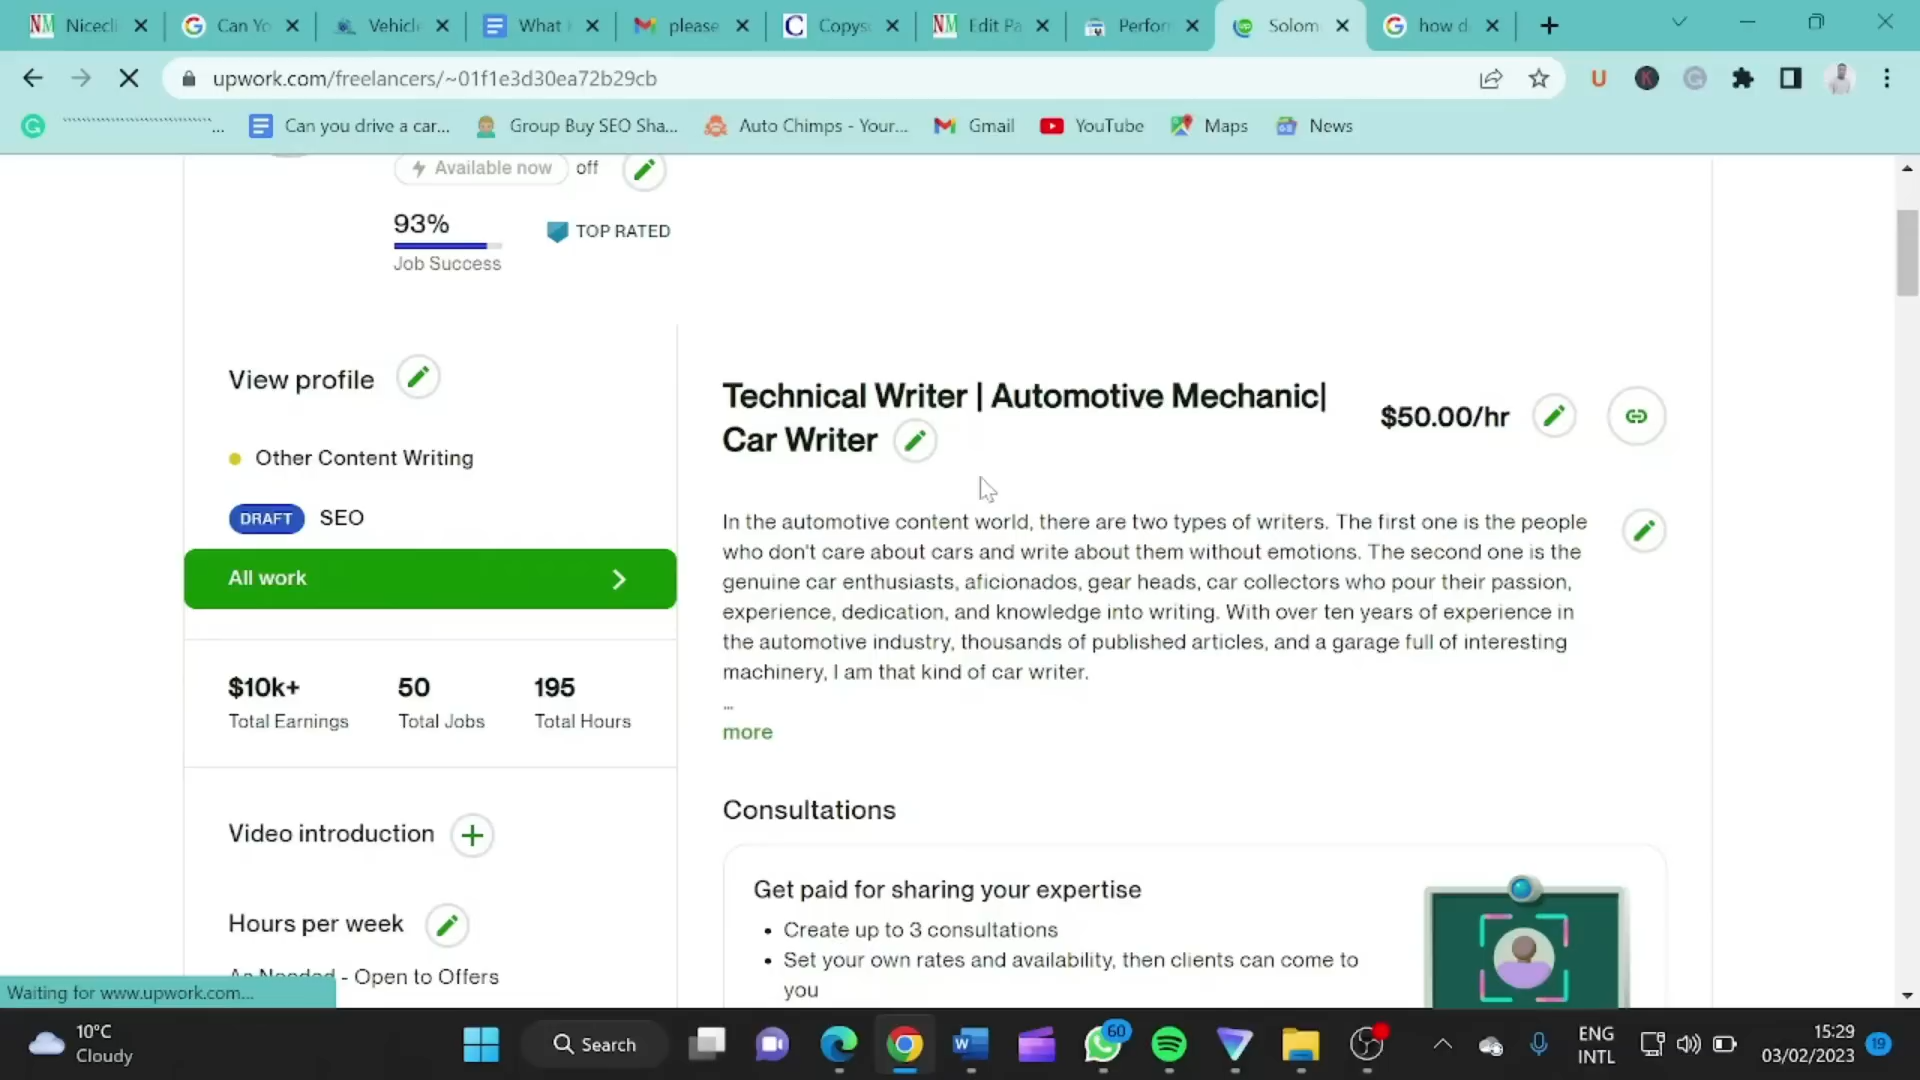 Nicecli
Can Yo
Vehicle
What
please
Copys
Edit Pa
Perfor
Solom
how d
upwork.com/freelancers/~01f1e3d30ea72b29cb
Can you drive a car...
Group Buy SEO Sha...
Auto Chimps - Your...
Gmail
YouTube
Maps
News
Available now off
93%
TOP RATED
Job Success
View profile
Other Content Writing
DRAFT SEO
All work
$10k+ 50 195
Total Earnings Total Jobs Total Hours
Video introduction
Hours per week
As Needed - Open to Offers
Technical Writer | Automotive Mechanic|
Car Writer
$50.00/hr
In the automotive content world, there are two types of writers. The first one is the people
who don't care about cars and write about them without emotions. The second one is the
genuine car enthusiasts, aficionados, gear heads, car collectors who pour their passion,
experience, dedication, and knowledge into writing. With over ten years of experience in
the automotive industry, thousands of published articles, and a garage full of interesting
machinery, I am that kind of car writer.
...
more
Consultations
Get paid for sharing your expertise
• Create up to 3 consultations
• Set your own rates and availability, then clients can come to
you
Waiting for www.upwork.com...
10°C
Cloudy
Search
60
ENG
INTL
15:29
03/02/2023
19